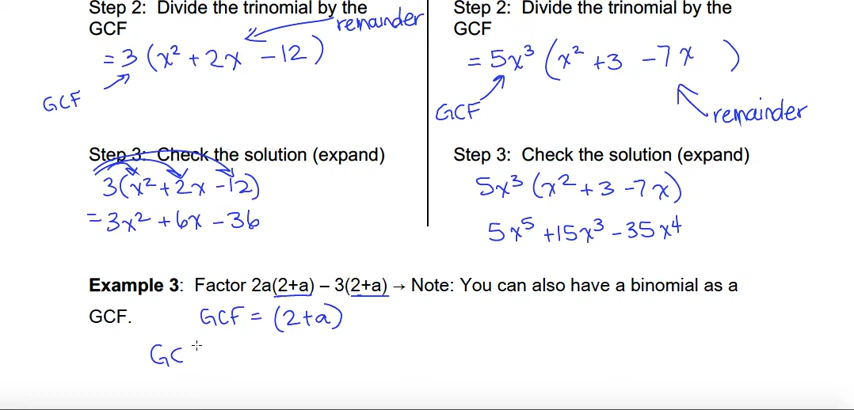 Step 2: Divide the trinomial by the
GCF
remainder
= 3 (x² + 2x - 12)
GCF
Step 3: Check the solution (expand)
3(x² + 2x - 12)
= 3x² + 6x - 36
Step 2: Divide the trinomial by the
GCF
= 5x³ (x² + 3 - 7x )
GCF
remainder
Step 3: Check the solution (expand)
5x³ (x² + 3 - 7x)
5x⁵ + 15x³ - 35x⁴
Example 3: Factor 2a(2+a) – 3(2+a) → Note: You can also have a binomial as a
GCF.
GCF = (2+a)
GC